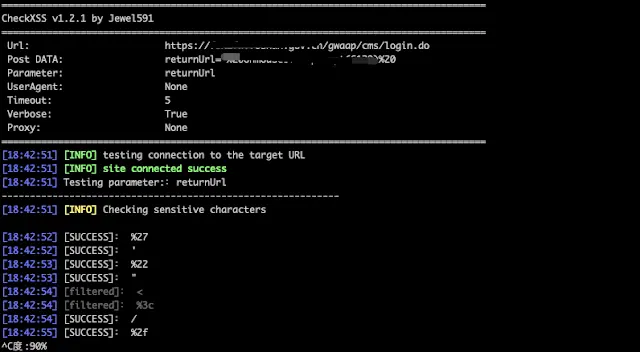 CheckXSS v1.2.1 by Jewel591
Url: https:// .gov.cn/gwaap/cms/login.do
Post DATA: returnUrl= %20
Parameter: returnUrl
UserAgent: None
Timeout: 5
Verbose: True
Proxy: None
[18:42:51] [INFO] testing connection to the target URL
[18:42:51] [INFO] site connected success
[18:42:51] Testing parameter:: returnUrl
[18:42:51] [INFO] Checking sensitive characters
[18:42:52] [SUCCESS]: %27
[18:42:52] [SUCCESS]: '
[18:42:53] [SUCCESS]: %22
[18:42:53] [SUCCESS]: "
[18:42:54] [filtered]: <
[18:42:54] [filtered]: %3c
[18:42:54] [SUCCESS]: /
[18:42:55] [SUCCESS]: %2f
^C度:90%